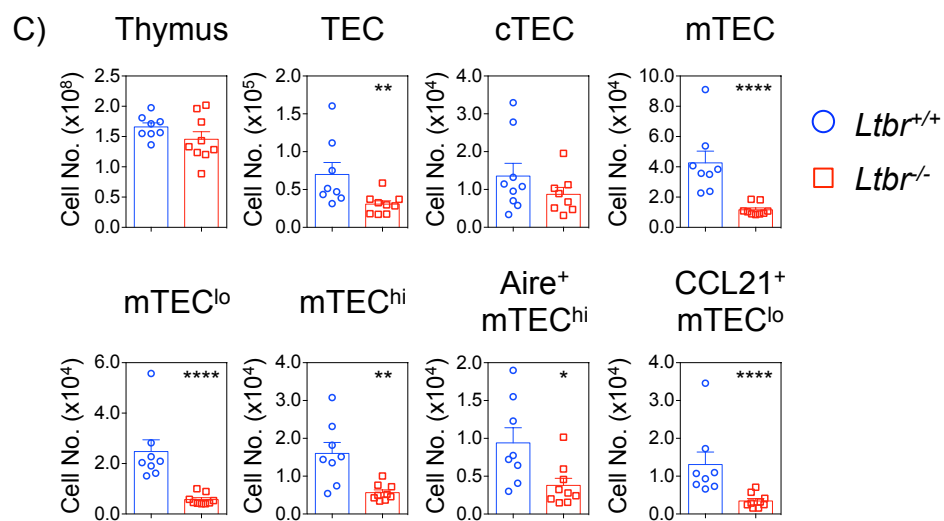 C)
Thymus
Cell No. (x10⁸)
2.5
2.0
1.5
1.0
0.5
0.0
TEC
Cell No. (x10⁵)
2.0
1.5
1.0
0.5
0.0
**
cTEC
Cell No. (x10⁴)
4.0
3.0
2.0
1.0
0.0
mTEC
Cell No. (x10⁴)
10.0
8.0
6.0
4.0
2.0
0.0
****
Ltbr⁺/⁺
Ltbr⁻/⁻
mTECˡᵒ
Cell No. (x10⁴)
6.0
4.0
2.0
0.0
****
mTECʰⁱ
Cell No. (x10⁴)
4.0
3.0
2.0
1.0
0.0
**
Aire⁺
mTECʰⁱ
Cell No. (x10⁴)
2.0
1.5
1.0
0.5
0.0
*
CCL21⁺
mTECˡᵒ
Cell No. (x10⁴)
4.0
3.0
2.0
1.0
0.0
****